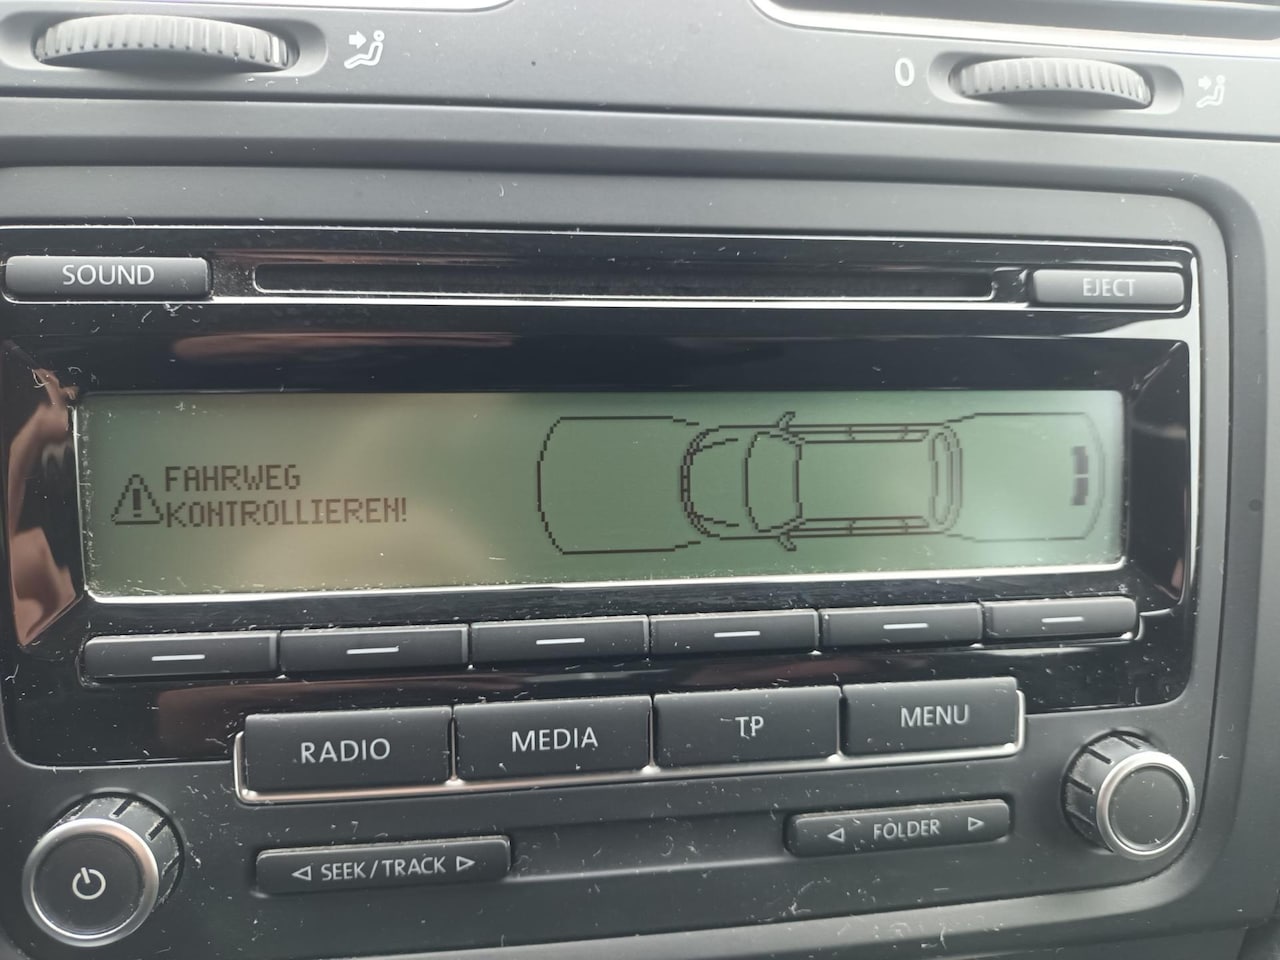 0
SOUND
EJECT
FAHRWEG
KONTROLLIEREN!
RADIO
MEDIA
TP
MENU
SEEK/TRACK
FOLDER